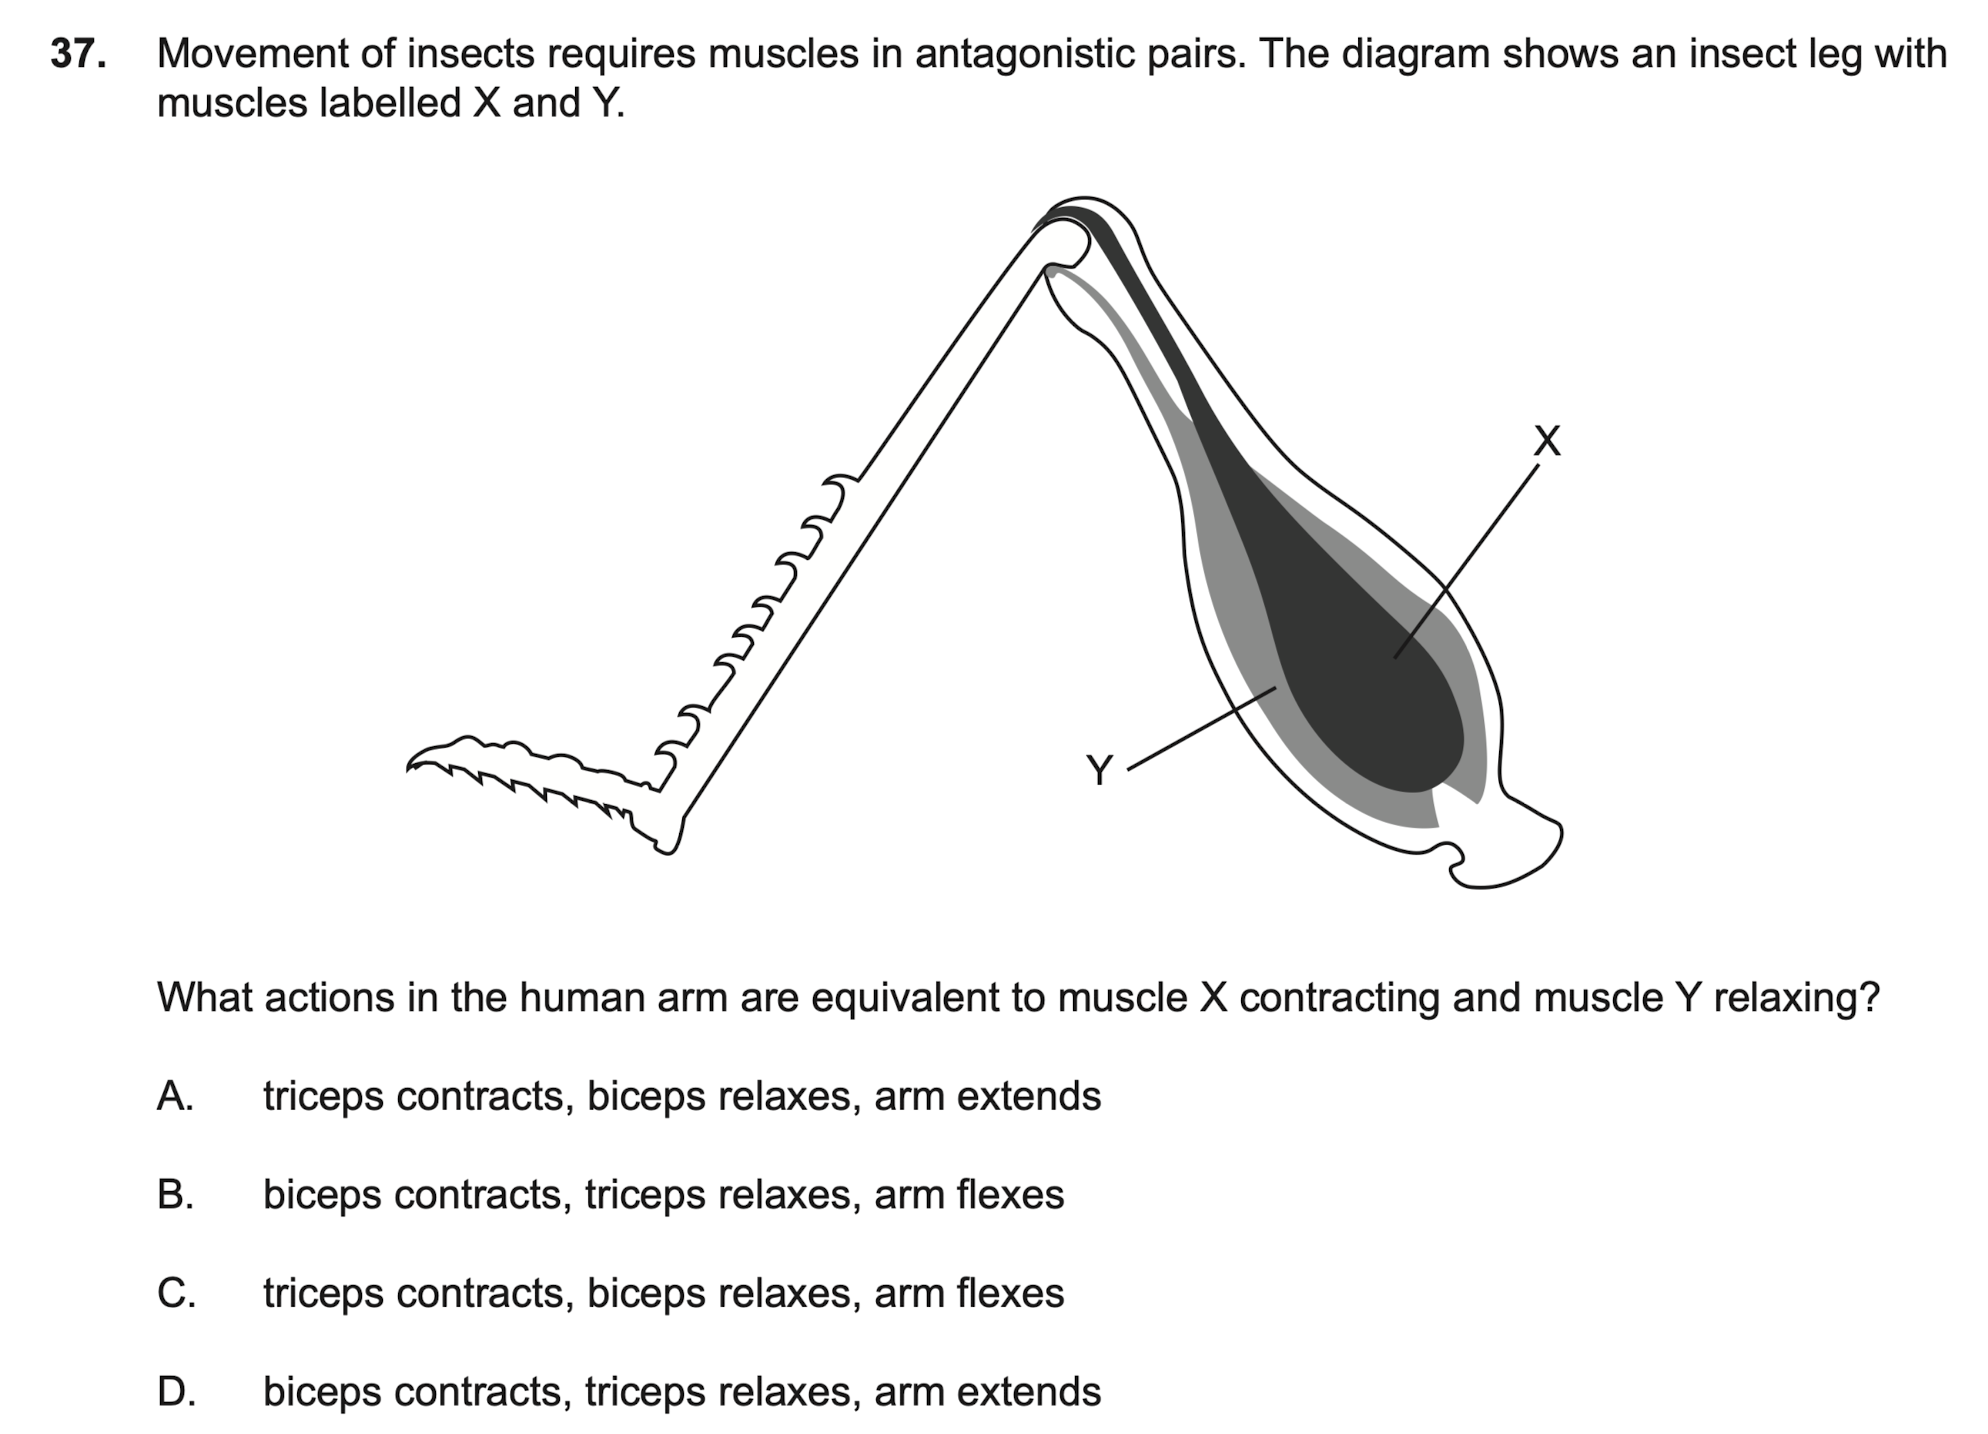 37. Movement of insects requires muscles in antagonistic pairs. The diagram shows an insect leg with
muscles labelled X and Y.
X
Y
What actions in the human arm are equivalent to muscle X contracting and muscle Y relaxing?
A. triceps contracts, biceps relaxes, arm extends
B. biceps contracts, triceps relaxes, arm flexes
C. triceps contracts, biceps relaxes, arm flexes
D. biceps contracts, triceps relaxes, arm extends